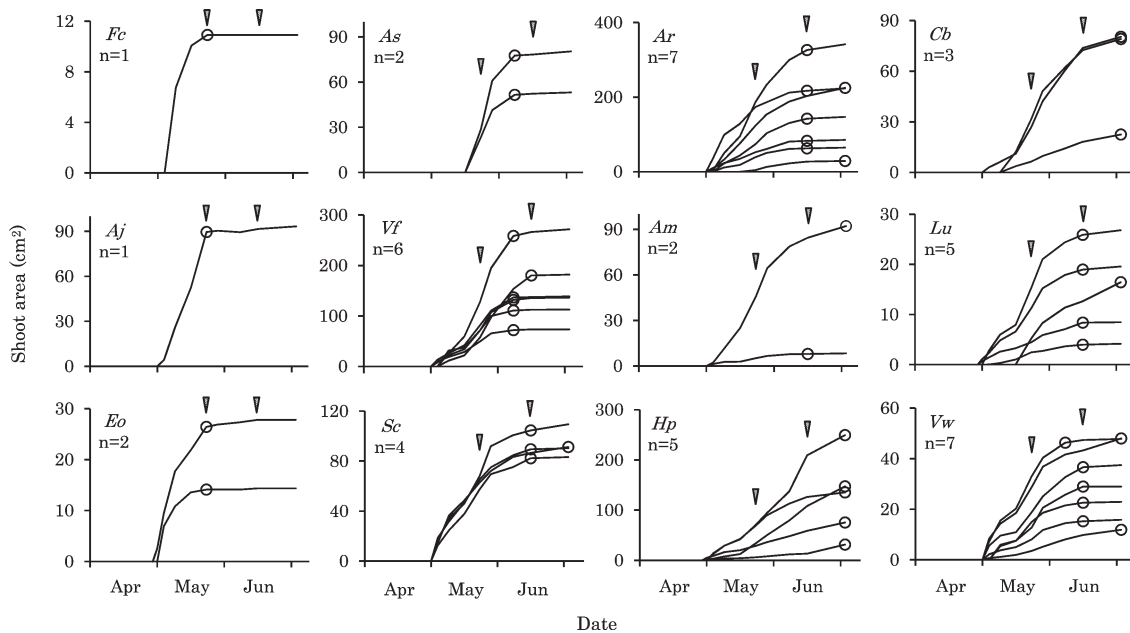 Shoot area (cm²)
12
8
4
0
Fc
n=1
90
60
30
0
As
n=2
400
200
0
Ar
n=7
90
60
30
0
Cb
n=3
90
60
30
0
Aj
n=1
300
200
100
0
Vf
n=6
90
60
30
0
Am
n=2
30
20
10
0
Lu
n=5
30
20
10
0
Eo
n=2
120
80
40
0
Sc
n=4
300
200
100
0
Hp
n=5
60
40
20
0
Vw
n=7
Apr May Jun
Apr May Jun
Apr May Jun
Apr May Jun
Date